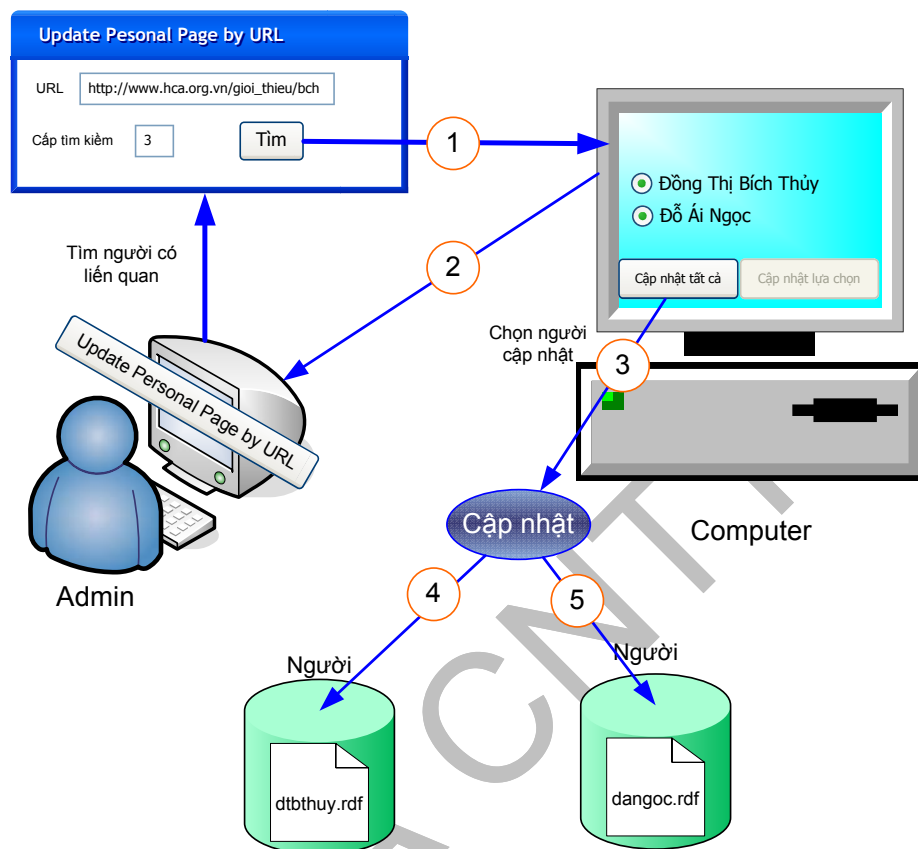 Update Pesonal Page by URL
URL
http://www.hca.org.vn/gioi_thieu/bch
Cấp tìm kiềm
3
Tìm
1
Đồng Thị Bích Thủy
Đỗ Ái Ngọc
Cập nhật tất cả
Cập nhật lựa chọn
2
Tìm người có
liến quan
Update Personal Page by URL
Chọn người
cập nhật
3
Admin
Computer
Cập nhật
4
5
Người
Người
dtbthuy.rdf
dangoc.rdf
CNT